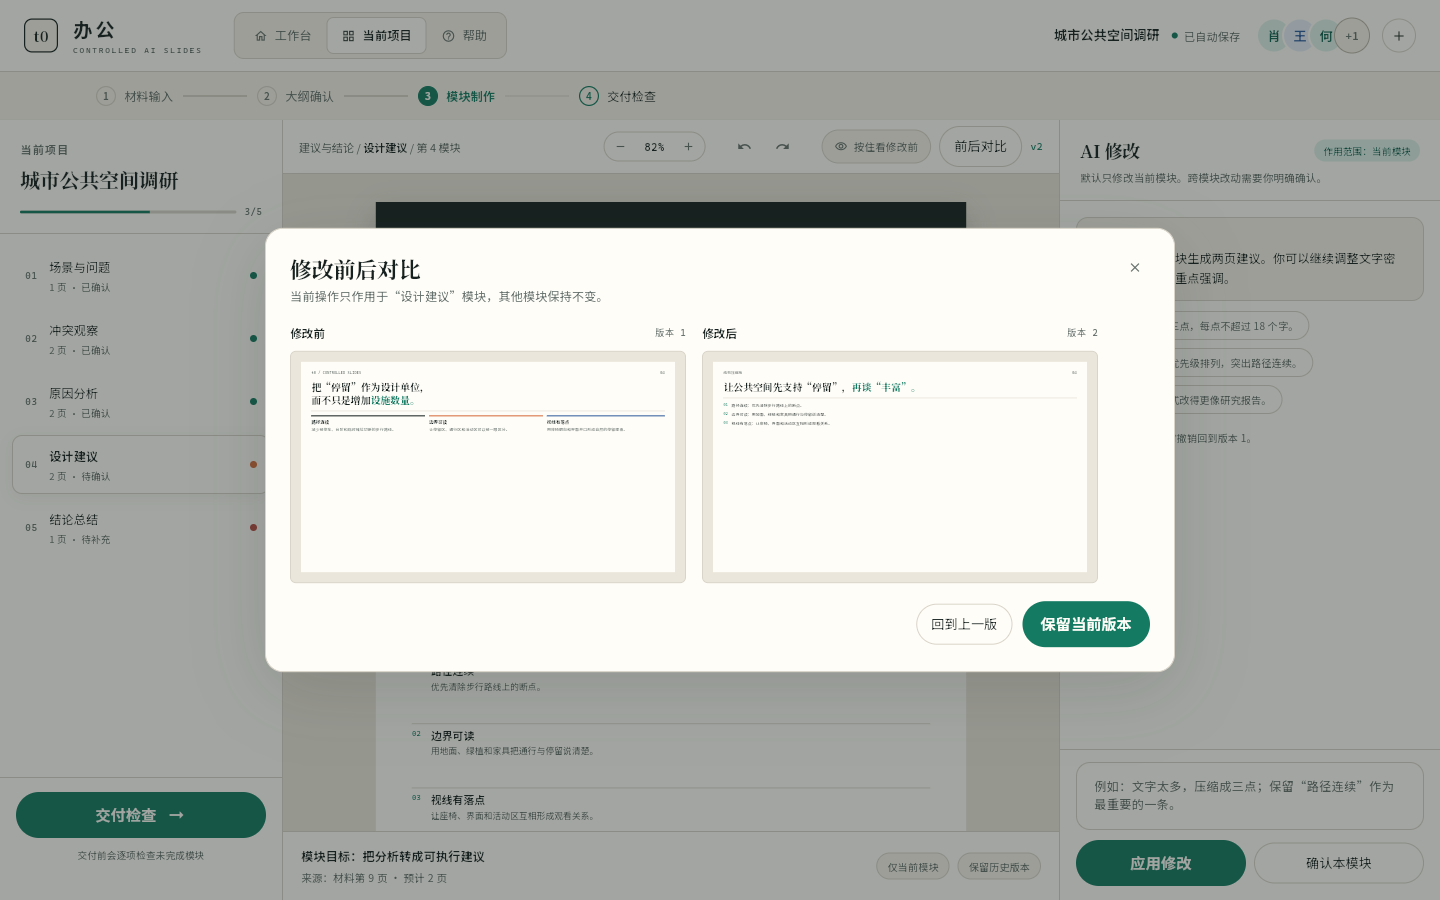 t0
办公
CONTROLLED AI SLIDES
工作台
当前项目
帮助
城市公共空间调研
已自动保存
肖
王
何
+1
1 材料输入
2 大纲确认
3 模块制作
4 交付检查
当前项目
城市公共空间调研
3/5
01 场景与问题
1 页 · 已确认
02 冲突观察
2 页 · 已确认
03 原因分析
2 页 · 已确认
04 设计建议
2 页 · 待确认
05 结论总结
1 页 · 待补充
交付检查 →
交付前会逐项检查未完成模块
建议与结论 / 设计建议 / 第 4 模块
− 82% +
按住看修改前
前后对比
v2
修改前后对比
×
当前操作只作用于“设计建议”模块，其他模块保持不变。
修改前
版本 1
把“停留”作为设计单位，
而不只是增加设施数量。
路径连续
边界可读
视线有落点
修改后
版本 2
让公共空间先支持“停留”，再谈“丰富”。
回到上一版
保留当前版本
路径连续
优先清除步行路线上的断点。
02 边界可读
用地面、绿植和家具把通行与停留说清楚。
03 视线有落点
让座椅、界面和活动区互相形成观看关系。
模块目标：把分析转成可执行建议
来源：材料第 9 页 · 预计 2 页
仅当前模块
保留历史版本
AI 修改
作用范围：当前模块
默认只修改当前模块。跨模块改动需要你明确确认。
块生成两页建议。你可以继续调整文字密
重点强调。
三点，每点不超过 18 个字。
优先级排列，突出路径连续。
式改得更像研究报告。
撤销回到版本 1。
例如：文字太多，压缩成三点；保留“路径连续”作为
最重要的一条。
应用修改
确认本模块